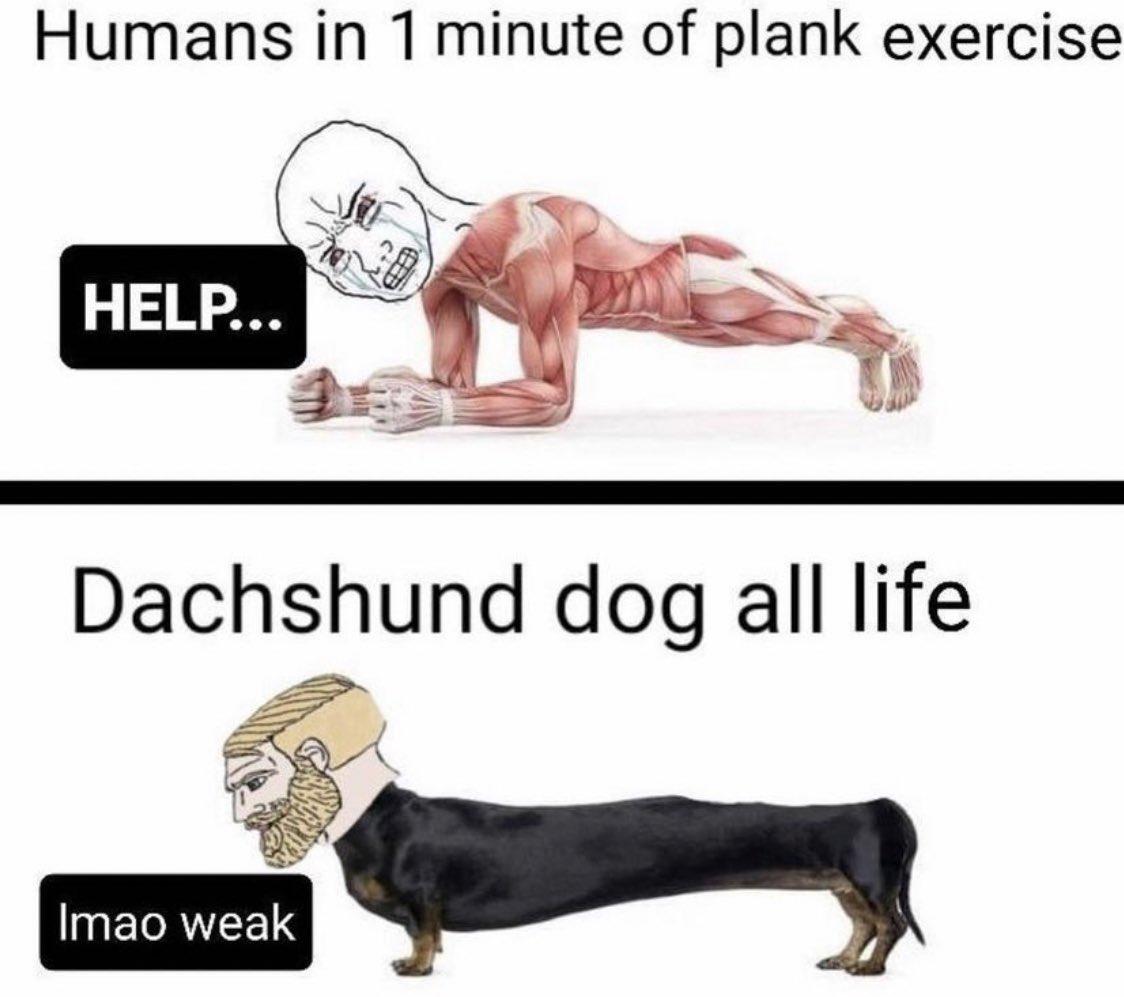 Humans in 1 minute of plank exercise
HELP...
Dachshund dog all life
lmao weak